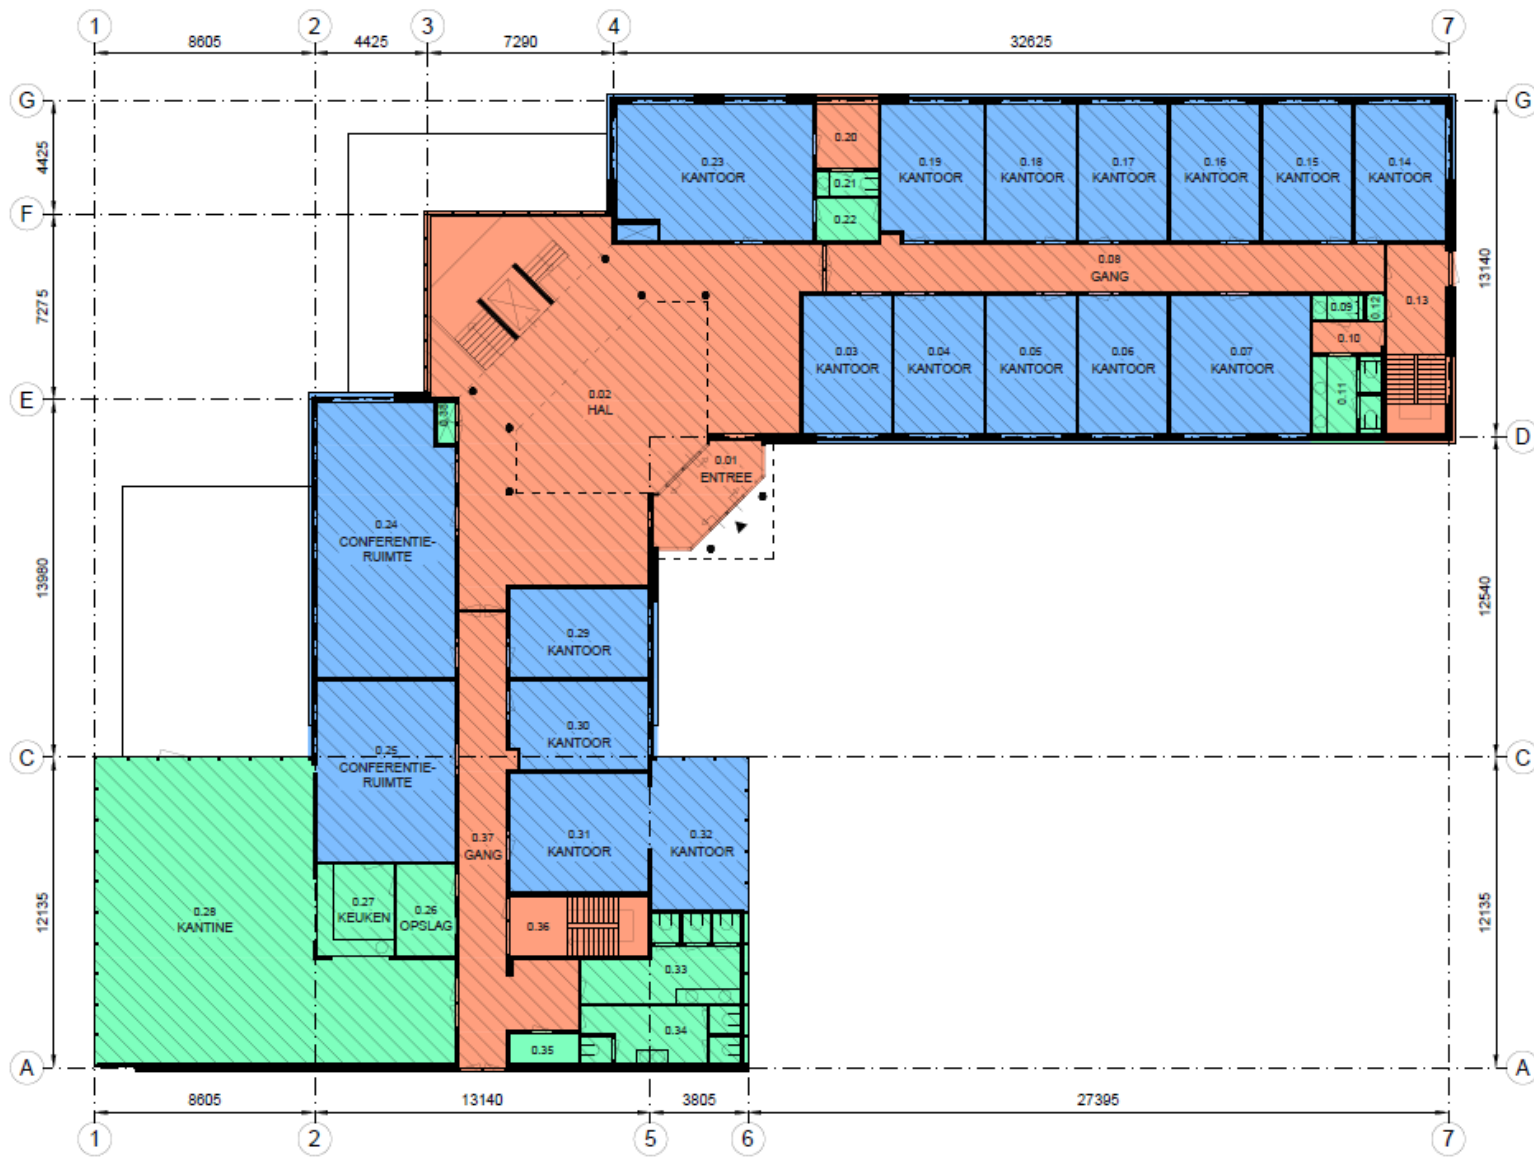 1 2 3 4 7
8605 4425 7290 32625
G G
4425
0.23
KANTOOR
0.20
0.21
0.22
0.19
KANTOOR
0.18
KANTOOR
0.17
KANTOOR
0.16
KANTOOR
0.15
KANTOOR
0.14
KANTOOR
F
7275
13140
0.08
GANG
0.13
0.03
KANTOOR
0.04
KANTOOR
0.05
KANTOOR
0.06
KANTOOR
0.07
KANTOOR
0.09
0.12
0.10
0.11
E
0.02
HAL
0.38
D
0.01
ENTREE
0.24
CONFERENTIE-
RUIMTE
13980
12540
0.29
KANTOOR
0.30
KANTOOR
0.25
CONFERENTIE-
RUIMTE
C C
0.37
GANG
0.31
KANTOOR
0.32
KANTOOR
12135
12135
0.28
KANTINE
0.27
KEUKEN
0.26
OPSLAG
0.36
0.33
0.34
0.35
A A
8605 13140 3805 27395
1 2 5 6 7